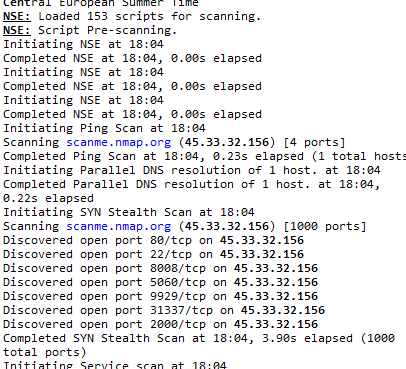 Central European Summer Time
NSE: Loaded 153 scripts for scanning.
NSE: Script Pre-scanning.
Initiating NSE at 18:04
Completed NSE at 18:04, 0.00s elapsed
Initiating NSE at 18:04
Completed NSE at 18:04, 0.00s elapsed
Initiating NSE at 18:04
Completed NSE at 18:04, 0.00s elapsed
Initiating Ping Scan at 18:04
Scanning scanme.nmap.org (45.33.32.156) [4 ports]
Completed Ping Scan at 18:04, 0.23s elapsed (1 total hosts
Initiating Parallel DNS resolution of 1 host. at 18:04
Completed Parallel DNS resolution of 1 host. at 18:04,
0.22s elapsed
Initiating SYN Stealth Scan at 18:04
Scanning scanme.nmap.org (45.33.32.156) [1000 ports]
Discovered open port 80/tcp on 45.33.32.156
Discovered open port 22/tcp on 45.33.32.156
Discovered open port 8008/tcp on 45.33.32.156
Discovered open port 5060/tcp on 45.33.32.156
Discovered open port 9929/tcp on 45.33.32.156
Discovered open port 31337/tcp on 45.33.32.156
Discovered open port 2000/tcp on 45.33.32.156
Completed SYN Stealth Scan at 18:04, 3.90s elapsed (1000
total ports)
Initiating Service scan at 18:04